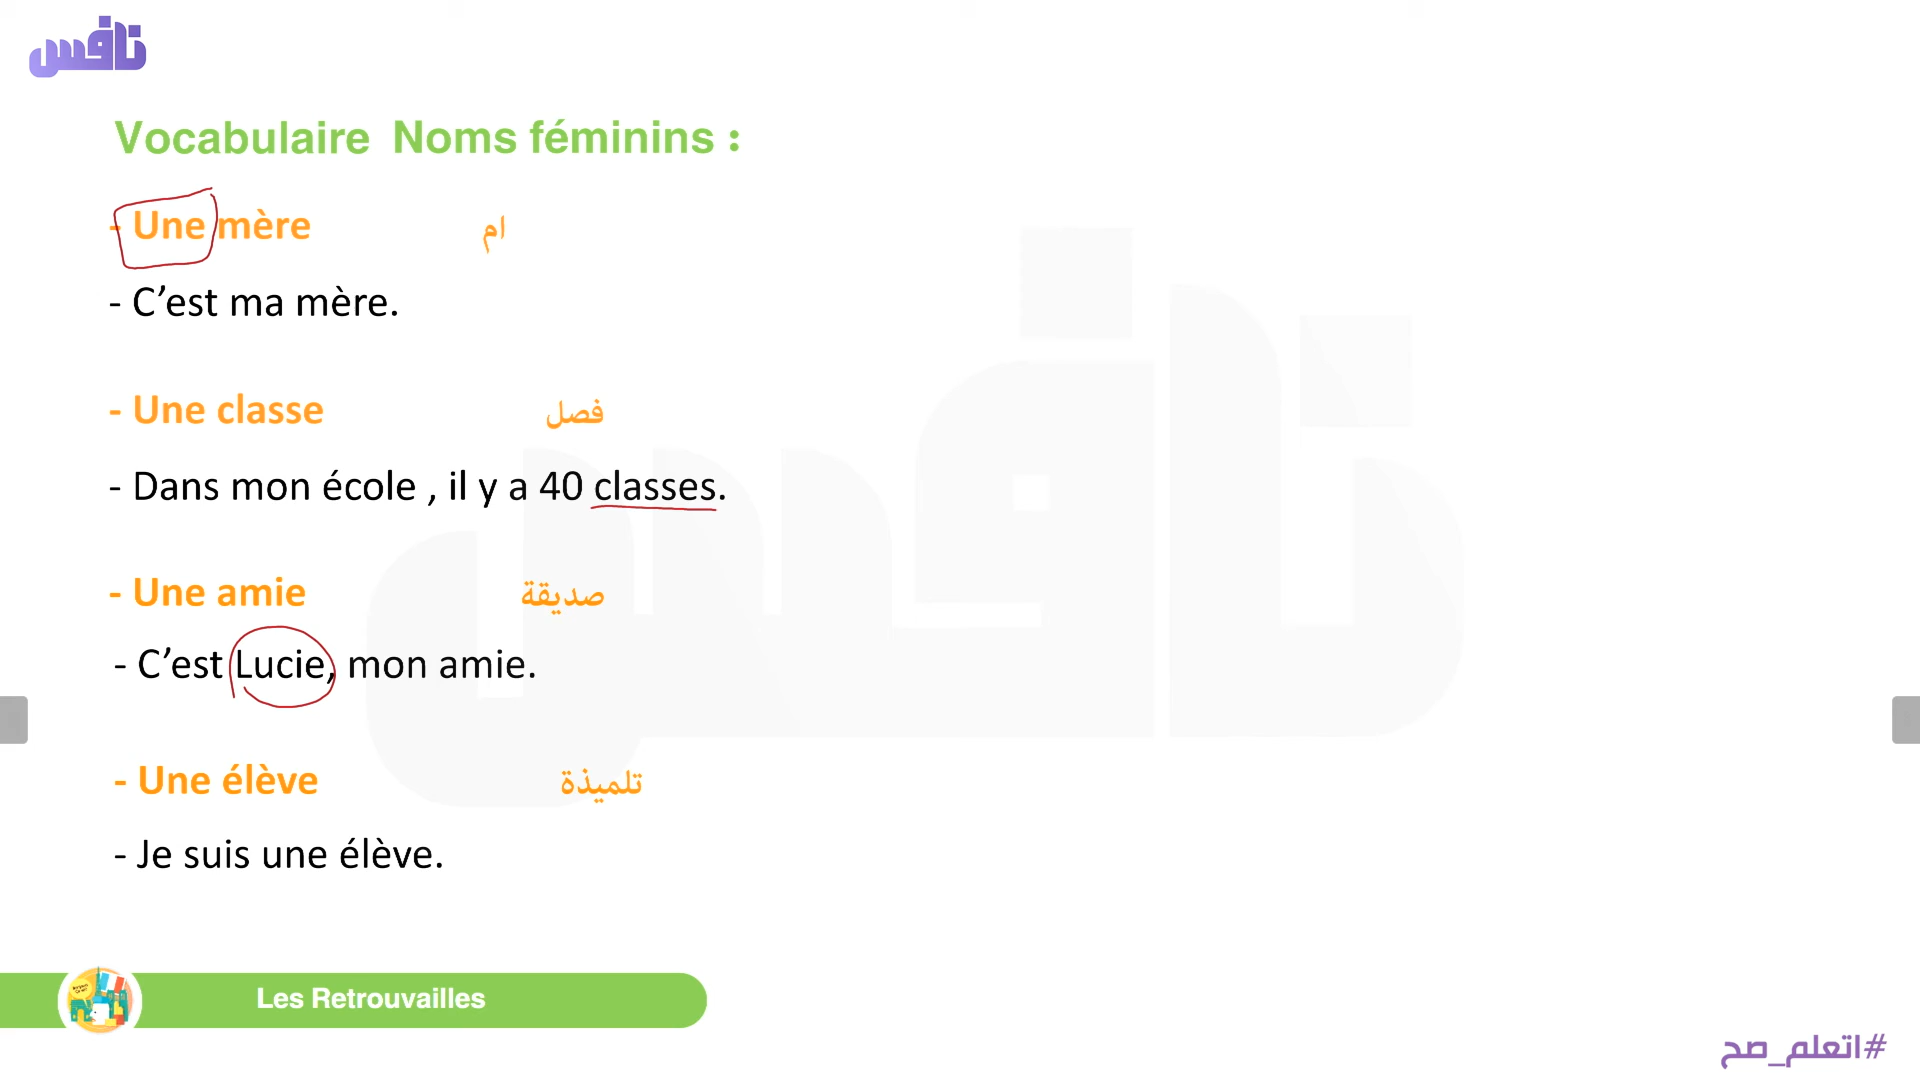 نافس
Vocabulaire Noms féminins :
- Une mère ام
- C’est ma mère.
- Une classe فصل
- Dans mon école , il y a 40 classes.
- Une amie صديقة
- C’est Lucie, mon amie.
- Une élève تلميذة
- Je suis une élève.
Les Retrouvailles
#اتعلم_صح